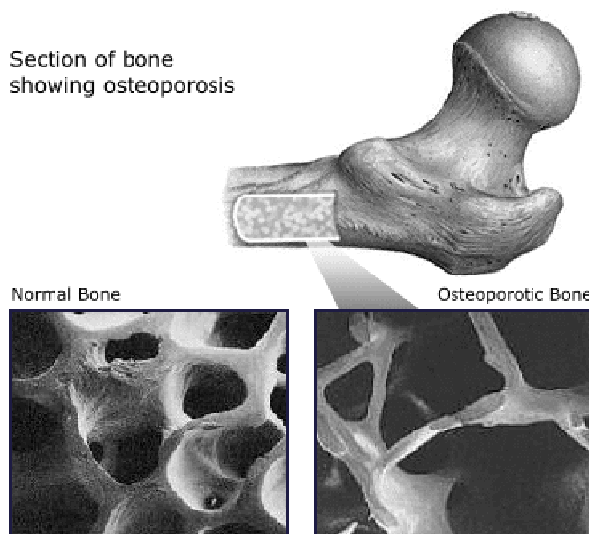 Section of bone
showing osteoporosis
Normal Bone
Osteoporotic Bone